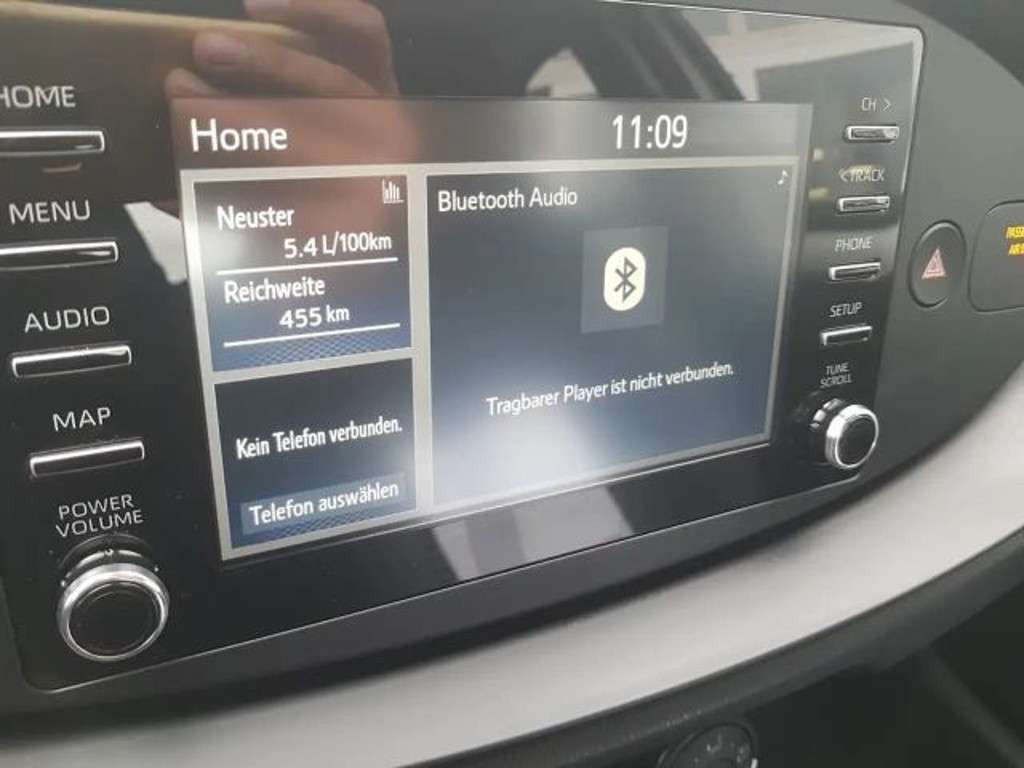 HOME
MENU
AUDIO
MAP
POWER
VOLUME
Home
11:09
Neuster
5.4 L/100km
Reichweite
455 km
Kein Telefon verbunden.
Telefon auswählen
Bluetooth Audio
Tragbarer Player ist nicht verbunden.
CH >
< TRACK
PHONE
SETUP
TUNE
SCROLL